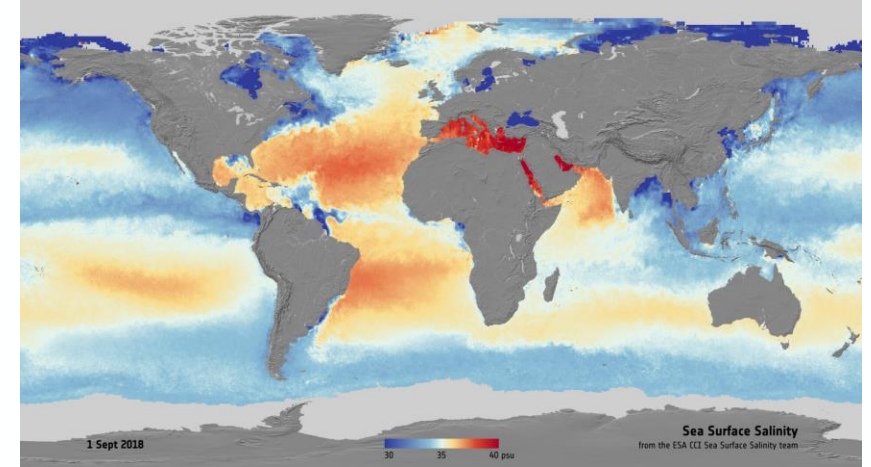 Sea Surface Salinity
1 Sept 2018
from the ESA CCI Sea Surface Salinity team
30 35 40 psu